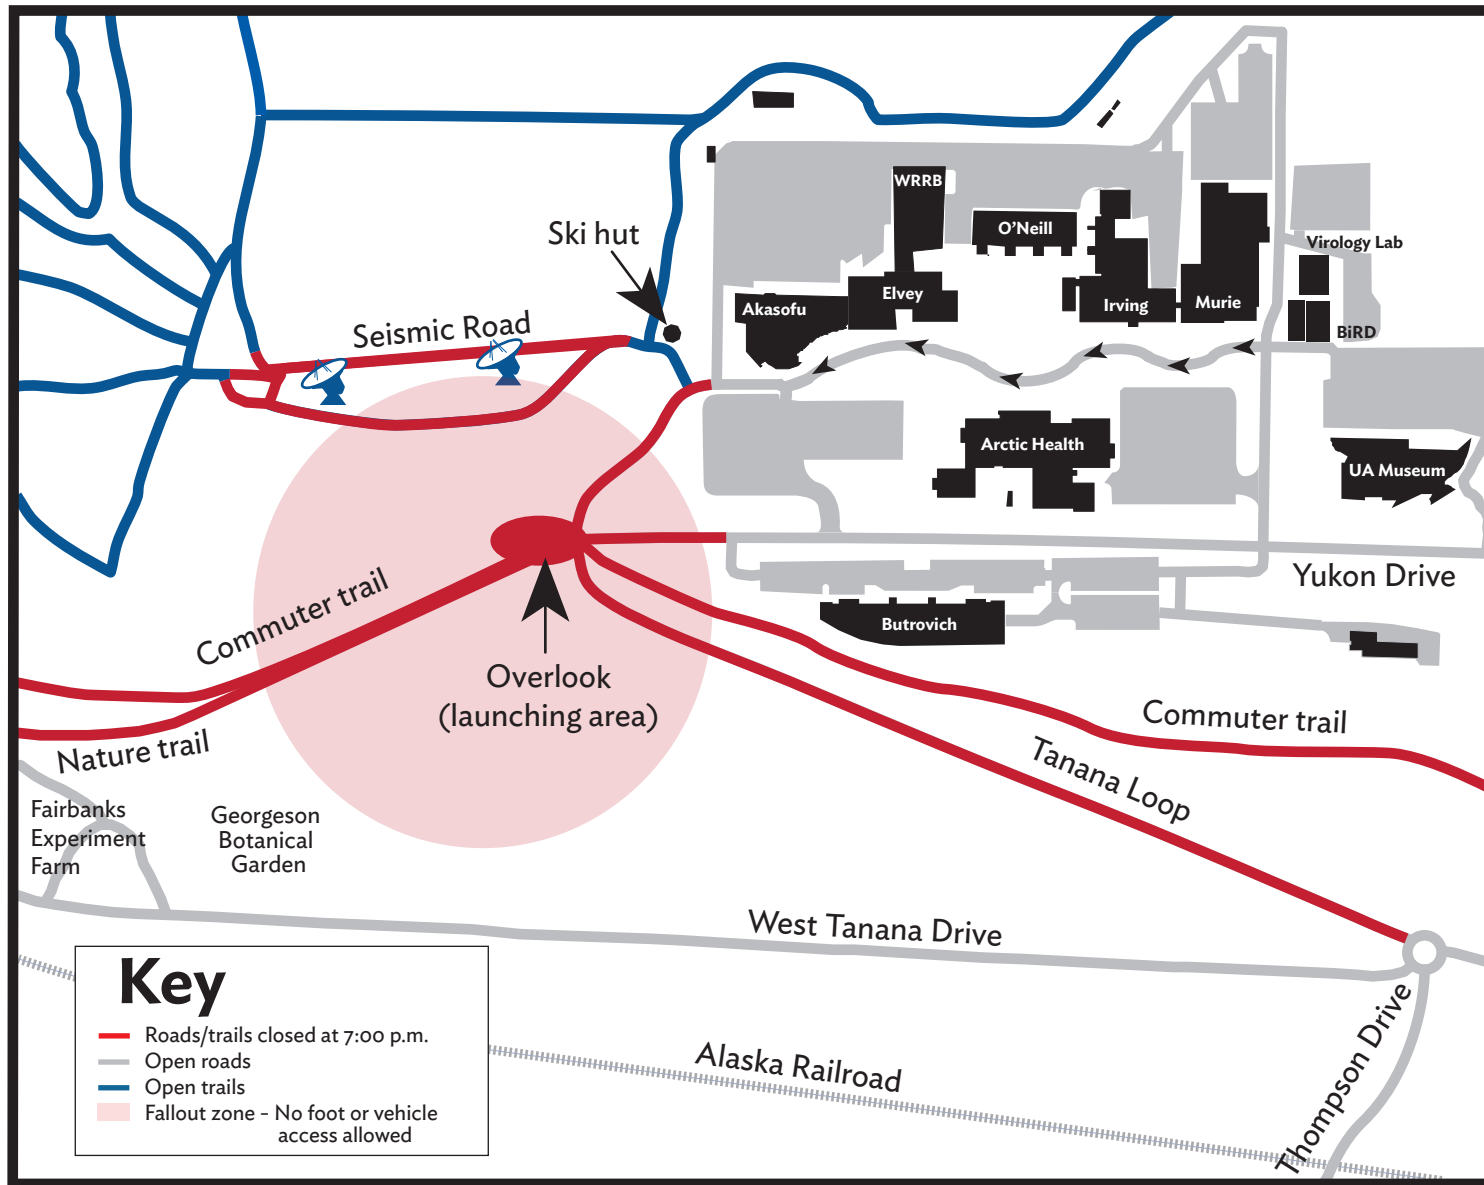 WRRB
O'Neill
Ski hut
Virology Lab
Elvey
Akasofu
Irving
Murie
Seismic Road
BiRD
Arctic Health
UA Museum
Yukon Drive
Commuter trail
Butrovich
Overlook
(launching area)
Commuter trail
Nature trail
Tanana Loop
Fairbanks
Experiment
Farm
Georgeson
Botanical
Garden
West Tanana Drive
Key
Roads/trails closed at 7:00 p.m.
Open roads
Open trails
Fallout zone - No foot or vehicle
access allowed
Alaska Railroad
Thompson Drive